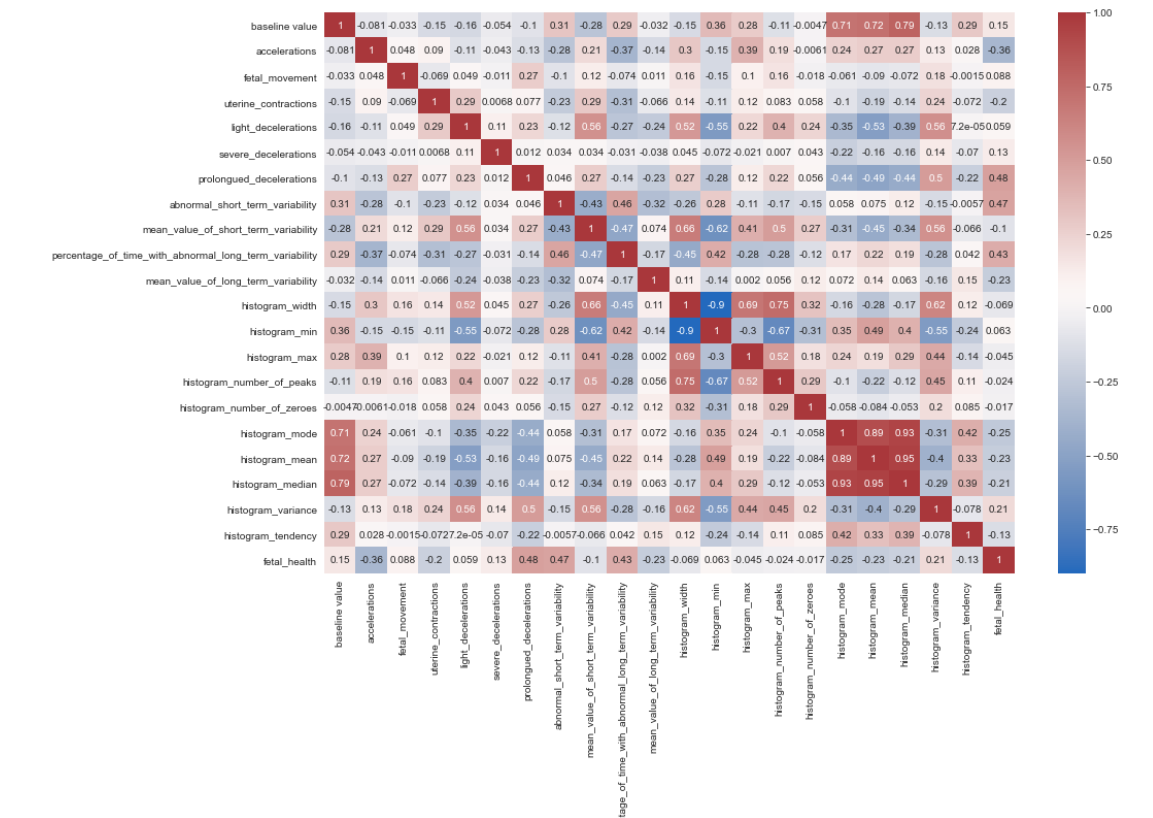 baseline value 1 -0.081 -0.033 -0.15 -0.16 -0.054 -0.1 0.31 -0.28 0.29 -0.032 -0.15 0.36 0.28 -0.11 -0.0047 0.71 0.72 0.79 -0.13 0.29 0.15
accelerations -0.081 1 0.048 0.09 -0.11 -0.043 -0.13 -0.28 0.21 -0.37 -0.14 0.3 -0.15 0.39 0.19 -0.0061 0.24 0.27 0.27 0.13 0.028 -0.36
fetal_movement -0.033 0.048 1 -0.069 0.049 -0.011 0.27 -0.1 0.12 -0.074 0.011 0.16 -0.15 0.1 0.16 -0.018 -0.061 -0.09 -0.072 0.18 -0.0015 0.088
uterine_contractions -0.15 0.09 -0.069 1 0.29 0.0068 0.077 -0.23 0.29 -0.31 -0.066 0.14 -0.11 0.12 0.083 0.058 -0.1 -0.19 -0.14 0.24 -0.072 -0.2
light_decelerations -0.16 -0.11 0.049 0.29 1 0.11 0.23 -0.12 0.56 -0.27 -0.24 0.52 -0.55 0.22 0.4 0.24 -0.35 -0.53 -0.39 0.56 7.2e-05 0.059
severe_decelerations -0.054 -0.043 -0.011 0.0068 0.11 1 0.012 0.034 0.034 -0.031 -0.038 0.045 -0.072 -0.021 0.007 0.043 -0.22 -0.16 -0.16 0.14 -0.07 0.13
prolongued_decelerations -0.1 -0.13 0.27 0.077 0.23 0.012 1 0.046 0.27 -0.14 -0.23 0.27 -0.28 0.12 0.22 0.056 -0.44 -0.49 -0.44 0.5 -0.22 0.48
abnormal_short_term_variability 0.31 -0.28 -0.1 -0.23 -0.12 0.034 0.046 1 -0.43 0.46 -0.32 -0.26 0.28 -0.11 -0.17 -0.15 0.058 0.075 0.12 -0.15 -0.0057 0.47
mean_value_of_short_term_variability -0.28 0.21 0.12 0.29 0.56 0.034 0.27 -0.43 1 -0.47 0.074 0.66 -0.62 0.41 0.5 0.27 -0.31 -0.45 -0.34 0.56 -0.066 -0.1
percentage_of_time_with_abnormal_long_term_variability 0.29 -0.37 -0.074 -0.31 -0.27 -0.031 -0.14 0.46 -0.47 1 -0.17 -0.45 0.42 -0.28 -0.28 -0.12 0.17 0.22 0.19 -0.28 0.042 0.43
mean_value_of_long_term_variability -0.032 -0.14 0.011 -0.066 -0.24 -0.038 -0.23 -0.32 0.074 -0.17 1 0.11 -0.14 0.002 0.056 0.12 0.072 0.14 0.063 -0.16 0.15 -0.23
histogram_width -0.15 0.3 0.16 0.14 0.52 0.045 0.27 -0.26 0.66 -0.45 0.11 1 -0.9 0.69 0.75 0.32 -0.16 -0.28 -0.17 0.62 0.12 -0.069
histogram_min 0.36 -0.15 -0.15 -0.11 -0.55 -0.072 -0.28 0.28 -0.62 0.42 -0.14 -0.9 1 -0.3 -0.67 -0.31 0.35 0.49 0.4 -0.55 -0.24 0.063
histogram_max 0.28 0.39 0.1 0.12 0.22 -0.021 0.12 -0.11 0.41 -0.28 0.002 0.69 -0.3 1 0.52 0.18 0.24 0.19 0.29 0.44 -0.14 -0.045
histogram_number_of_peaks -0.11 0.19 0.16 0.083 0.4 0.007 0.22 -0.17 0.5 -0.28 0.056 0.75 -0.67 0.52 1 0.29 -0.1 -0.22 -0.12 0.45 0.11 -0.024
histogram_number_of_zeroes -0.0047 0.0061 -0.018 0.058 0.24 0.043 0.056 -0.15 0.27 -0.12 0.12 0.32 -0.31 0.18 0.29 1 -0.058 -0.084 -0.053 0.2 0.085 -0.017
histogram_mode 0.71 0.24 -0.061 -0.1 -0.35 -0.22 -0.44 0.058 -0.31 0.17 0.072 -0.16 0.35 0.24 -0.1 -0.058 1 0.89 0.93 -0.31 0.42 -0.25
histogram_mean 0.72 0.27 -0.09 -0.19 -0.53 -0.16 -0.49 0.075 -0.45 0.22 0.14 -0.28 0.49 0.19 -0.22 -0.084 0.89 1 0.95 -0.4 0.33 -0.23
histogram_median 0.79 0.27 -0.072 -0.14 -0.39 -0.16 -0.44 0.12 -0.34 0.19 0.063 -0.17 0.4 0.29 -0.12 -0.053 0.93 0.95 1 -0.29 0.39 -0.21
histogram_variance -0.13 0.13 0.18 0.24 0.56 0.14 0.5 -0.15 0.56 -0.28 -0.16 0.62 -0.55 0.44 0.45 0.2 -0.31 -0.4 -0.29 1 -0.078 0.21
histogram_tendency 0.29 0.028 -0.0015 -0.072 7.2e-05 -0.07 -0.22 -0.0057 -0.066 0.042 0.15 0.12 -0.24 -0.14 0.11 0.085 0.42 0.33 0.39 -0.078 1 -0.13
fetal_health 0.15 -0.36 0.088 -0.2 0.059 0.13 0.48 0.47 -0.1 0.43 -0.23 -0.069 0.063 -0.045 -0.024 -0.017 -0.25 -0.23 -0.21 0.21 -0.13 1
baseline value
accelerations
fetal_movement
uterine_contractions
light_decelerations
severe_decelerations
prolongued_decelerations
abnormal_short_term_variability
mean_value_of_short_term_variability
tage_of_time_with_abnormal_long_term_variability
mean_value_of_long_term_variability
histogram_width
histogram_min
histogram_max
histogram_number_of_peaks
histogram_number_of_zeroes
histogram_mode
histogram_mean
histogram_median
histogram_variance
histogram_tendency
fetal_health
1.00
0.75
0.50
0.25
0.00
-0.25
-0.50
-0.75